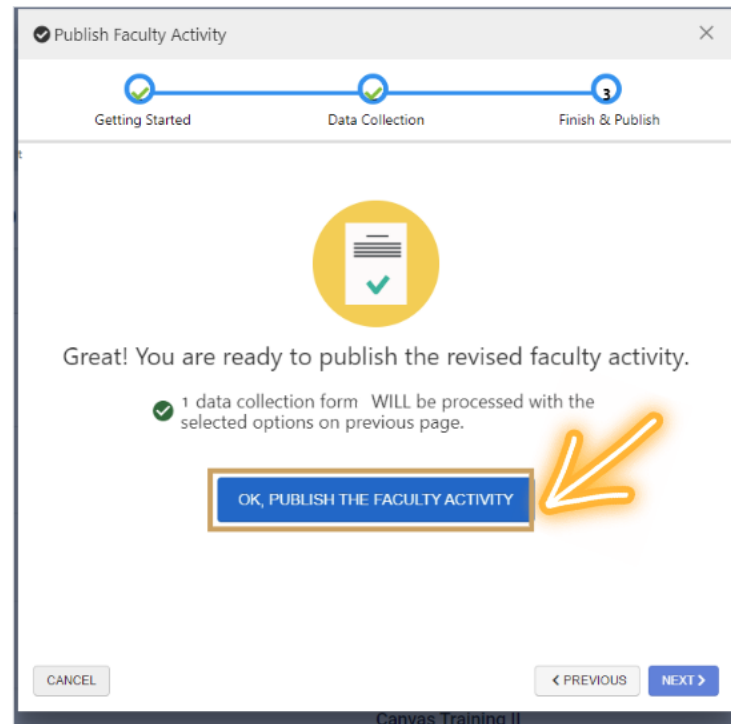 Publish Faculty Activity
3
Getting Started Data Collection Finish & Publish
t
Great! You are ready to publish the revised faculty activity.
1 data collection form WILL be processed with the
selected options on previous page.
OK, PUBLISH THE FACULTY ACTIVITY
CANCEL < PREVIOUS NEXT >
Canvas Training II